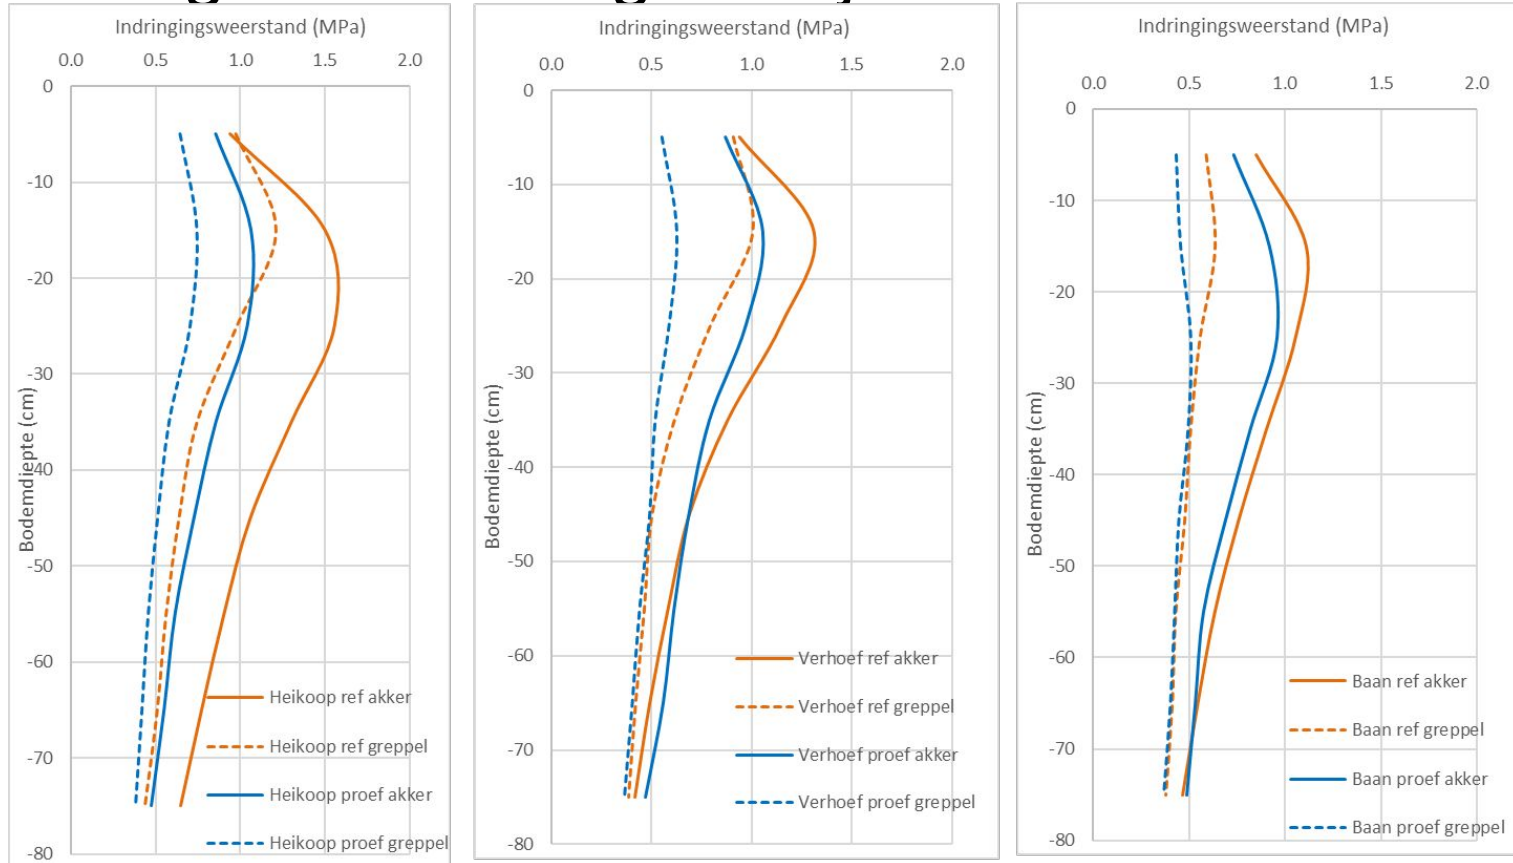 Indringingsweerstand (MPa)
0.0 0.5 1.0 1.5 2.0
0
-10
-20
-30
-40
-50
-60
-70
-80
Bodemdiepte (cm)
Heikoop ref akker
Heikoop ref greppel
Heikoop proef akker
Heikoop proef greppel
Indringingsweerstand (MPa)
0.0 0.5 1.0 1.5 2.0
0
-10
-20
-30
-40
-50
-60
-70
-80
Bodemdiepte (cm)
Verhoef ref akker
Verhoef ref greppel
Verhoef proef akker
Verhoef proef greppel
Indringingsweerstand (MPa)
0.0 0.5 1.0 1.5 2.0
0
-10
-20
-30
-40
-50
-60
-70
-80
Bodemdiepte (cm)
Baan ref akker
Baan ref greppel
Baan proef akker
Baan proef greppel